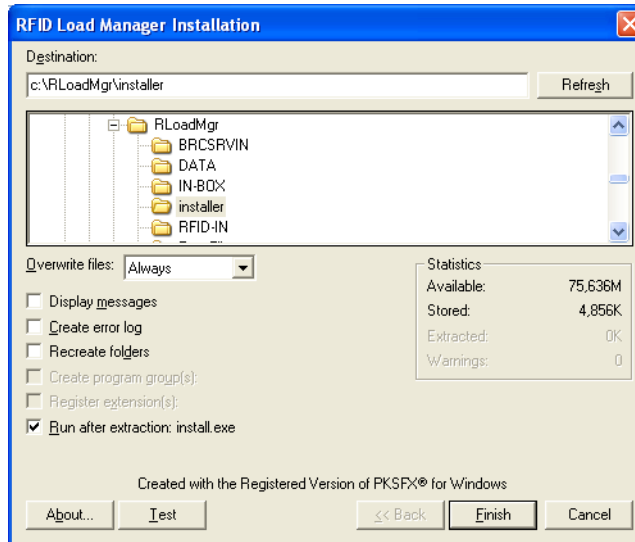 RFID Load Manager Installation
Destination:
c:\RLoadMgr\installer
Refresh
RLoadMgr
BRCSRVIN
DATA
IN-BOX
installer
RFID-IN
Overwrite files: Always
Display messages
Create error log
Recreate folders
Create program group(s):
Register extension(s):
Run after extraction: install.exe
Statistics
Available: 75,636M
Stored: 4,856K
Extracted: 0K
Warnings: 0
Created with the Registered Version of PKSFX® for Windows
About... Test << Back Finish Cancel